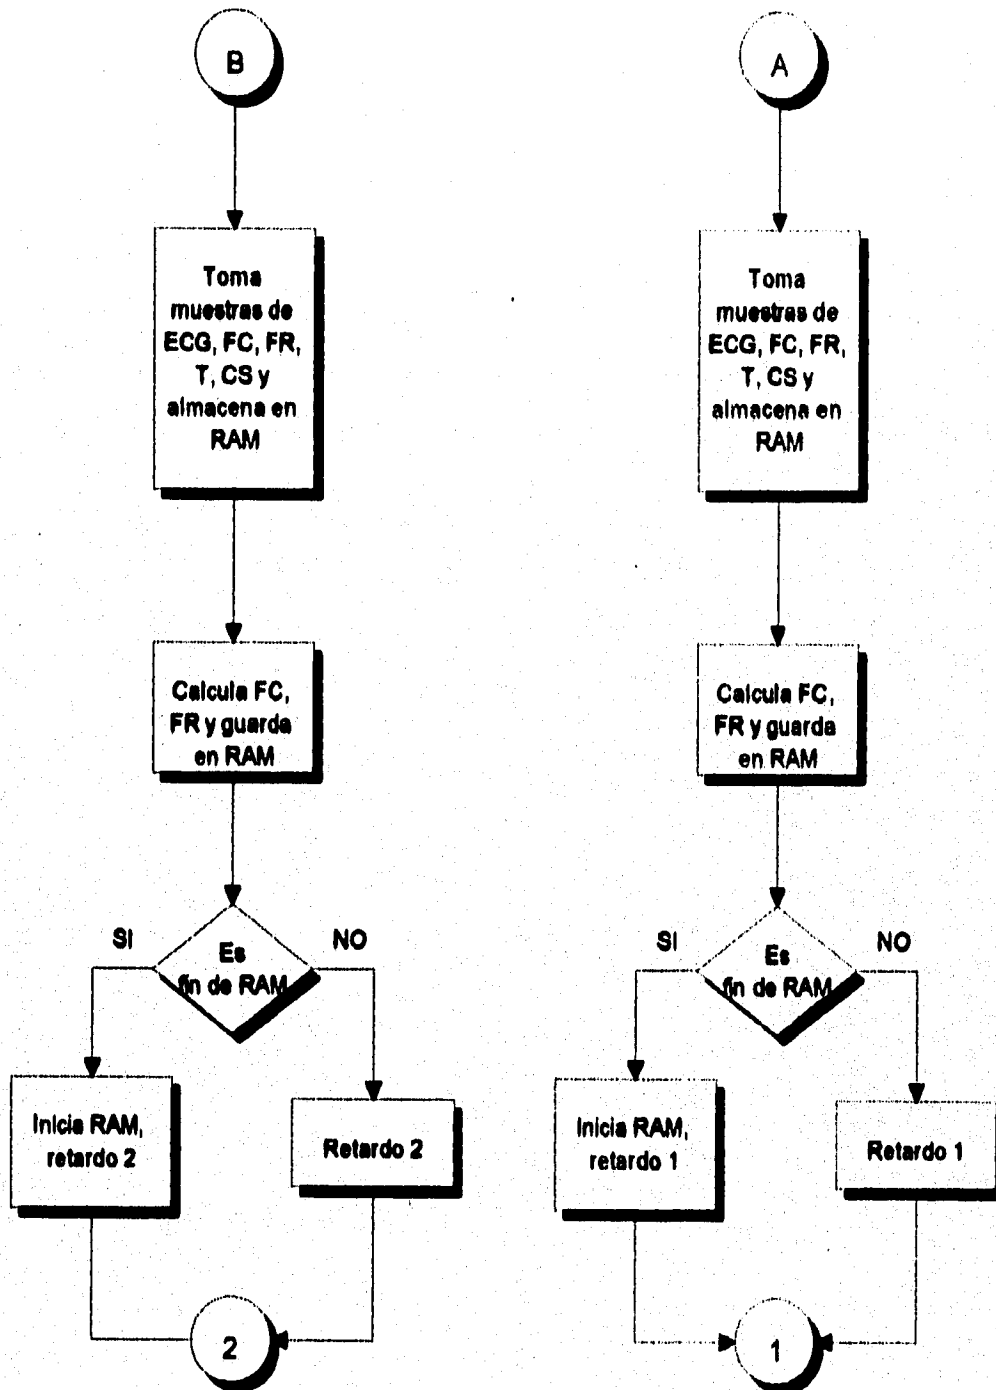 B
Toma
muestras de
ECG, FC, FR,
T, CS y
almacena en
RAM
Calcula FC,
FR y guarda
en RAM
SI
Es
fin de RAM
NO
Inicia RAM,
retardo 2
Retardo 2
2
A
Toma
muestras de
ECG, FC, FR,
T, CS y
almacena en
RAM
Calcula FC,
FR y guarda
en RAM
SI
Es
fin de RAM
NO
Inicia RAM,
retardo 1
Retardo 1
1